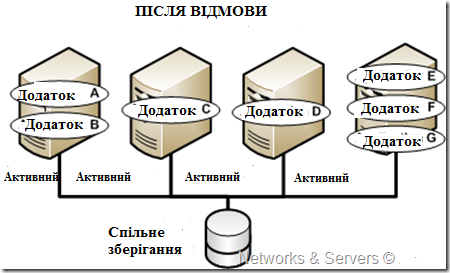 ПІСЛЯ ВІДМОВИ
Додаток A
Додаток B
Додаток C
Додаток D
Додаток E
Додаток F
Додаток G
Активний Активний Активний Активний
Спільне
зберігання
Networks & Servers ©